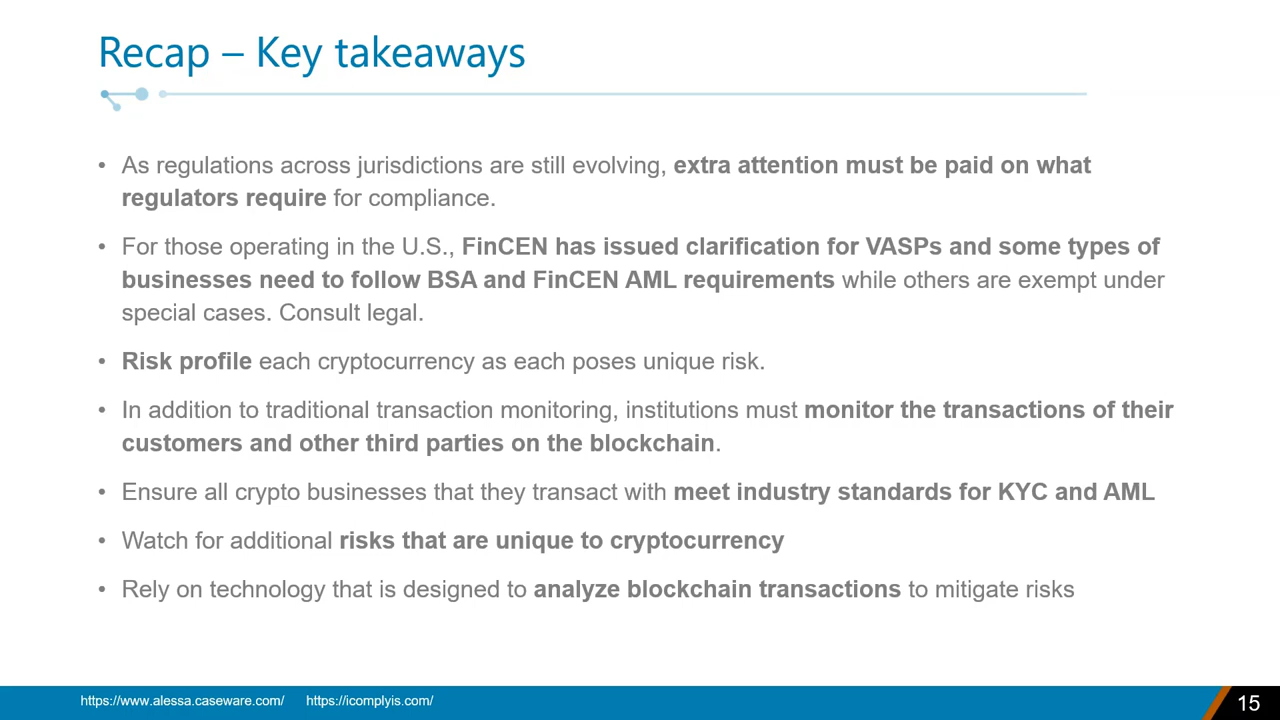 Recap – Key takeaways
• As regulations across jurisdictions are still evolving, extra attention must be paid on what
regulators require for compliance.
• For those operating in the U.S., FinCEN has issued clarification for VASPs and some types of
businesses need to follow BSA and FinCEN AML requirements while others are exempt under
special cases. Consult legal.
• Risk profile each cryptocurrency as each poses unique risk.
• In addition to traditional transaction monitoring, institutions must monitor the transactions of their
customers and other third parties on the blockchain.
• Ensure all crypto businesses that they transact with meet industry standards for KYC and AML
• Watch for additional risks that are unique to cryptocurrency
• Rely on technology that is designed to analyze blockchain transactions to mitigate risks
https://www.alessa.caseware.com/ https://icomplyis.com/
15